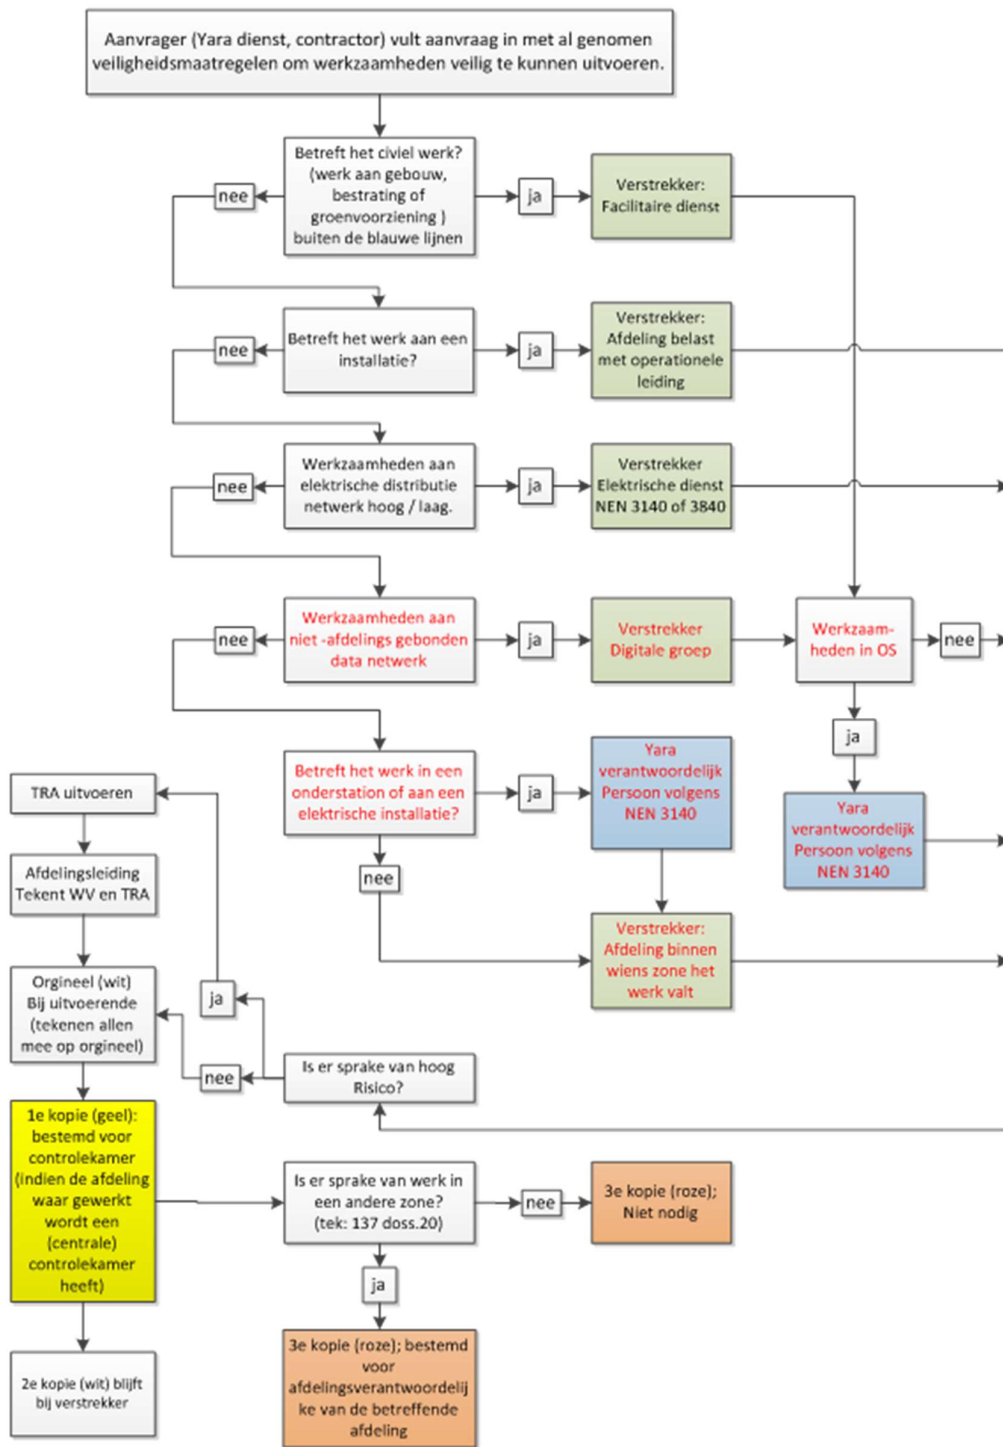 Aanvrager (Yara dienst, contractor) vult aanvraag in met al genomen
veiligheidsmaatregelen om werkzaamheden veilig te kunnen uitvoeren.
Betreft het civiel werk?
(werk aan gebouw,
bestrating of
groenvoorziening )
buiten de blauwe lijnen
nee
ja
Verstrekker:
Facilitaire dienst
Betreft het werk aan een
installatie?
nee
ja
Verstrekker:
Afdeling belast
met operationele
leiding
Werkzaamheden aan
elektrische distributie
netwerk hoog / laag.
nee
ja
Verstrekker
Elektrische dienst
NEN 3140 of 3840
Werkzaamheden aan
niet -afdelings gebonden
data netwerk
nee
ja
Verstrekker
Digitale groep
Werkzaam-
heden in OS
nee
ja
Yara
verantwoordelijk
Persoon volgens
NEN 3140
Betreft het werk in een
onderstation of aan een
elektrische installatie?
ja
Yara
verantwoordelijk
Persoon volgens
NEN 3140
nee
Verstrekker:
Afdeling binnen
wiens zone het
werk valt
TRA uitvoeren
Afdelingsleiding
Tekent WV en TRA
Orgineel (wit)
Bij uitvoerende
(tekenen allen
mee op orgineel)
ja
nee
Is er sprake van hoog
Risico?
1e kopie (geel):
bestemd voor
controlekamer
(indien de afdeling
waar gewerkt
wordt een
(centrale)
controlekamer
heeft)
Is er sprake van werk in
een andere zone?
(tek: 137 doss.20)
nee
3e kopie (roze);
Niet nodig
ja
3e kopie (roze); bestemd
voor
afdelingsverantwoordelij
ke van de betreffende
afdeling
2e kopie (wit) blijft
bij verstrekker